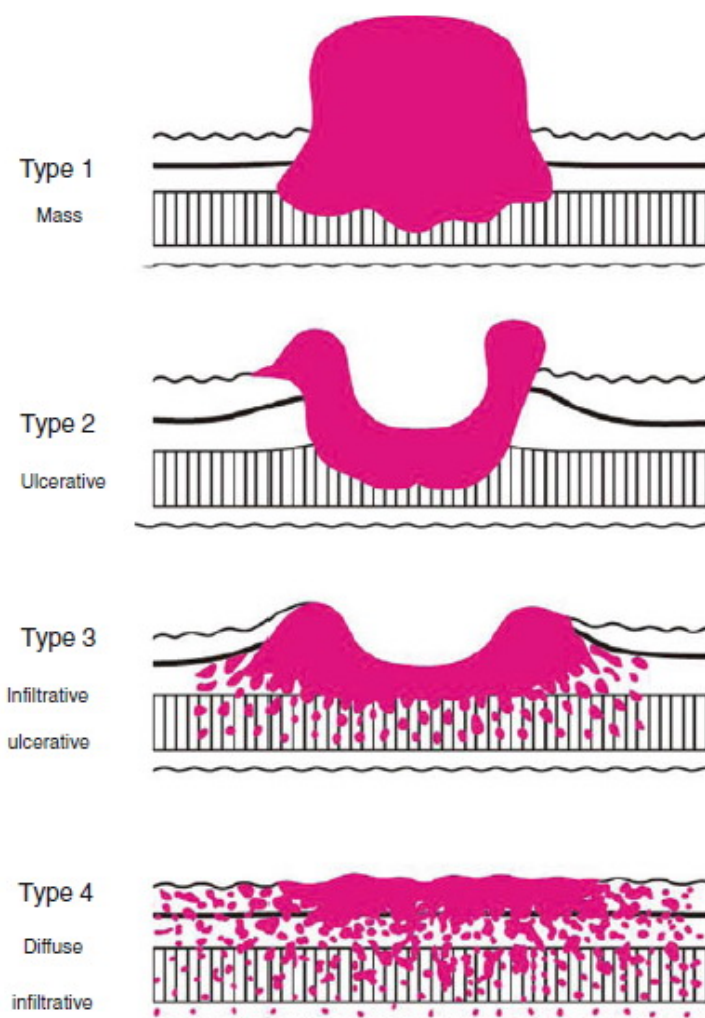 Type 1
Mass
Type 2
Ulcerative
Type 3
Infiltrative
ulcerative
Type 4
Diffuse
infiltrative